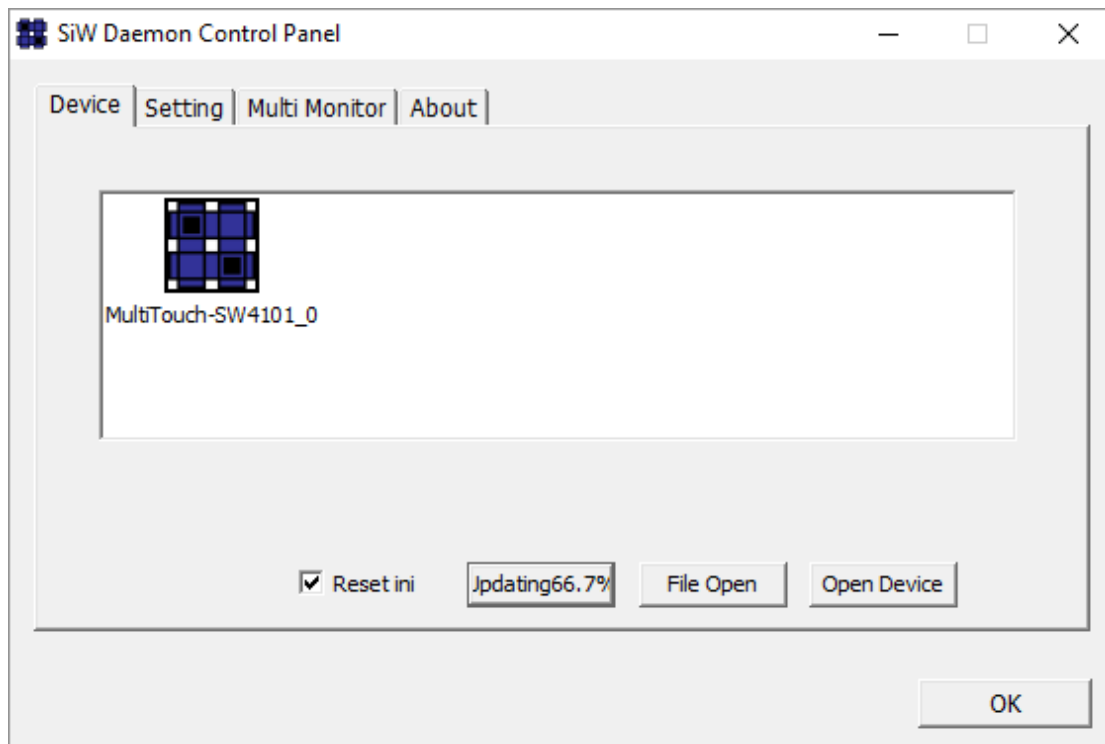 SiW Daemon Control Panel
Device Setting Multi Monitor About
MultiTouch-SW4101_0
Reset ini Jpdating66.7% File Open Open Device
OK